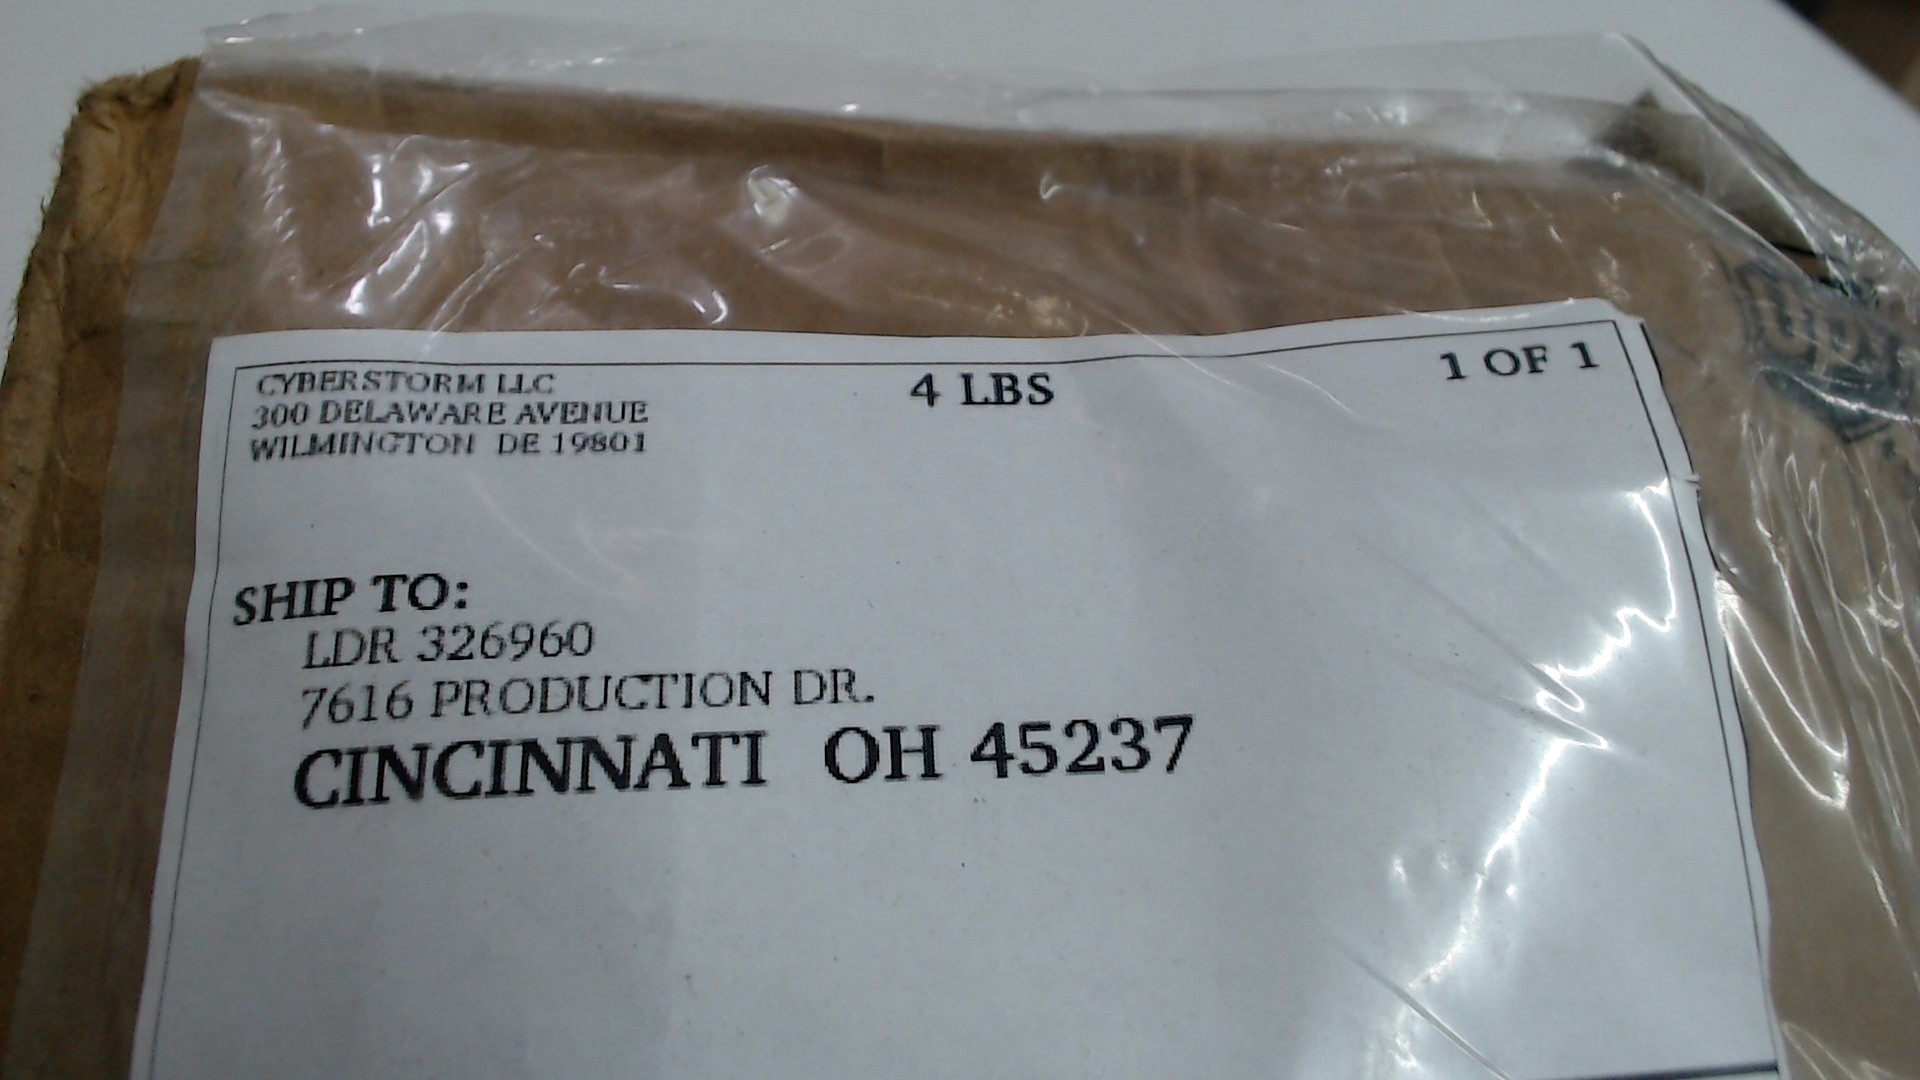 CYBERSTORM LLC
300 DELAWARE AVENUE
WILMINGTON DE 19801
4 LBS
1 OF 1
ups
SHIP TO:
LDR 326960
7616 PRODUCTION DR.
CINCINNATI OH 45237